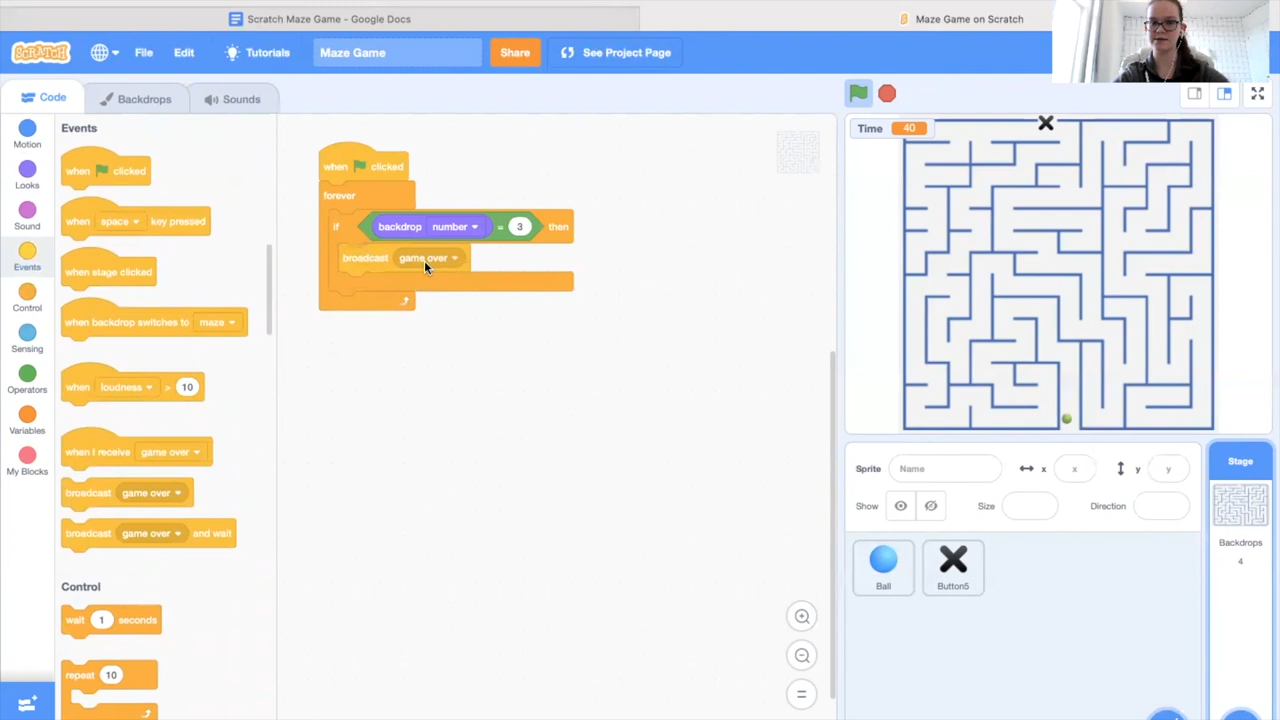 Scratch Maze Game - Google Docs
Maze Game on Scratch
SCRATCH
File
Edit
Tutorials
Maze Game
Share
See Project Page
Code
Backdrops
Sounds
Motion
Looks
Sound
Events
Control
Sensing
Operators
Variables
My Blocks
Events
when clicked
when space key pressed
when stage clicked
when backdrop switches to maze
when loudness > 10
when I receive game over
broadcast game over
broadcast game over and wait
Control
wait 1 seconds
repeat 10
when clicked
forever
if backdrop number = 3 then
broadcast game over
Time 40
Sprite Name x x y y
Show Size Direction
Ball
Button5
Stage
Backdrops
4